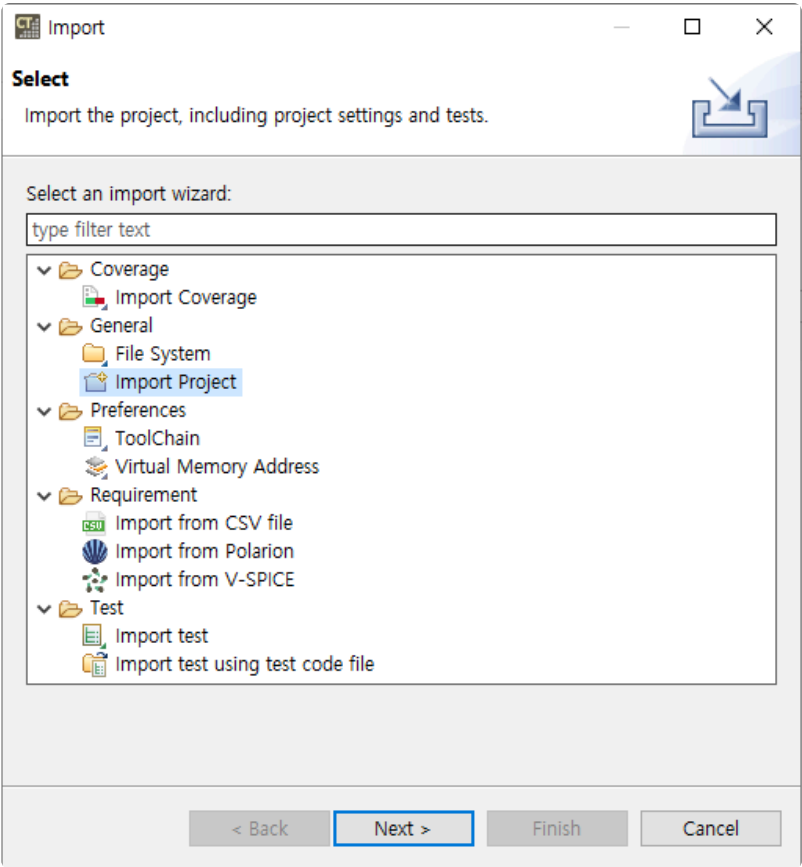 CT
Import
Select
Import the project, including project settings and tests.
Select an import wizard:
type filter text
Coverage
Import Coverage
General
File System
Import Project
Preferences
ToolChain
Virtual Memory Address
Requirement
CSV
Import from CSV file
Import from Polarion
Import from V-SPICE
Test
Import test
Import test using test code file
< Back
Next >
Finish
Cancel